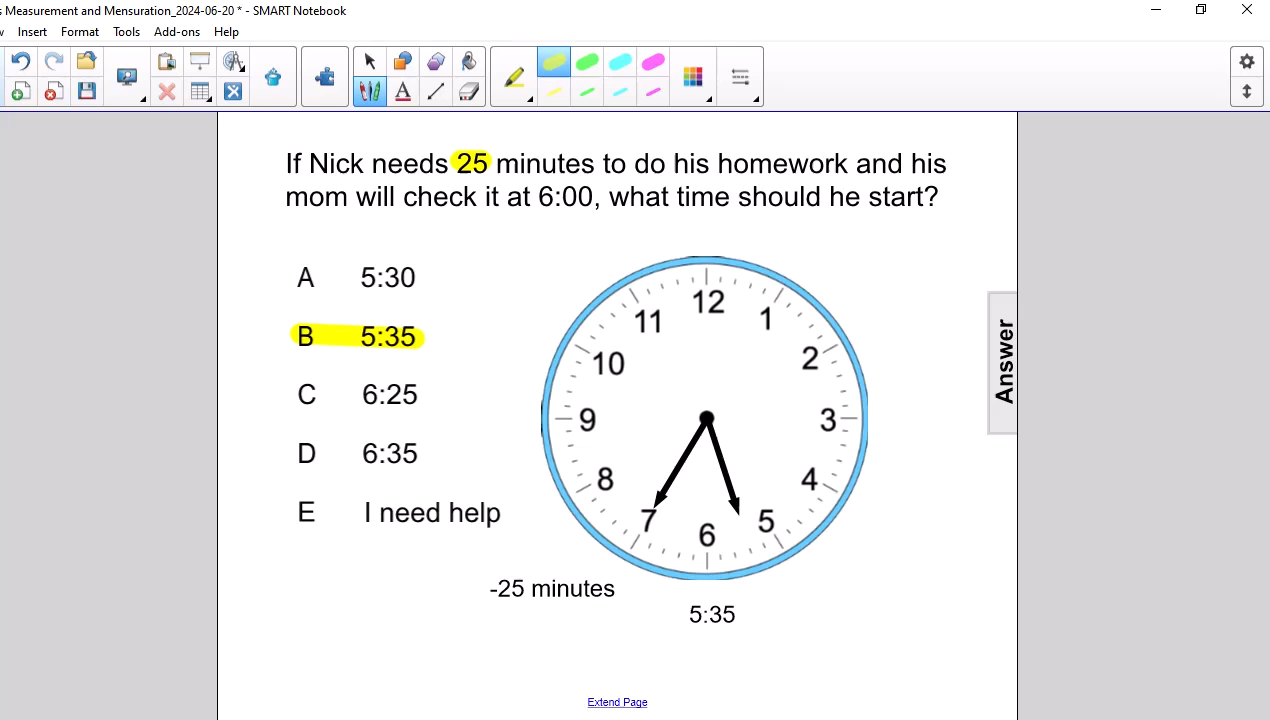 s Measurement and Mensuration_2024-06-20 * - SMART Notebook
w Insert Format Tools Add-ons Help
A
If Nick needs 25 minutes to do his homework and his
mom will check it at 6:00, what time should he start?
A 5:30
B 5:35
C 6:25
D 6:35
E I need help
12
11 1
10 2
9 3
8 4
7 5
6
Answer
-25 minutes
5:35
Extend Page